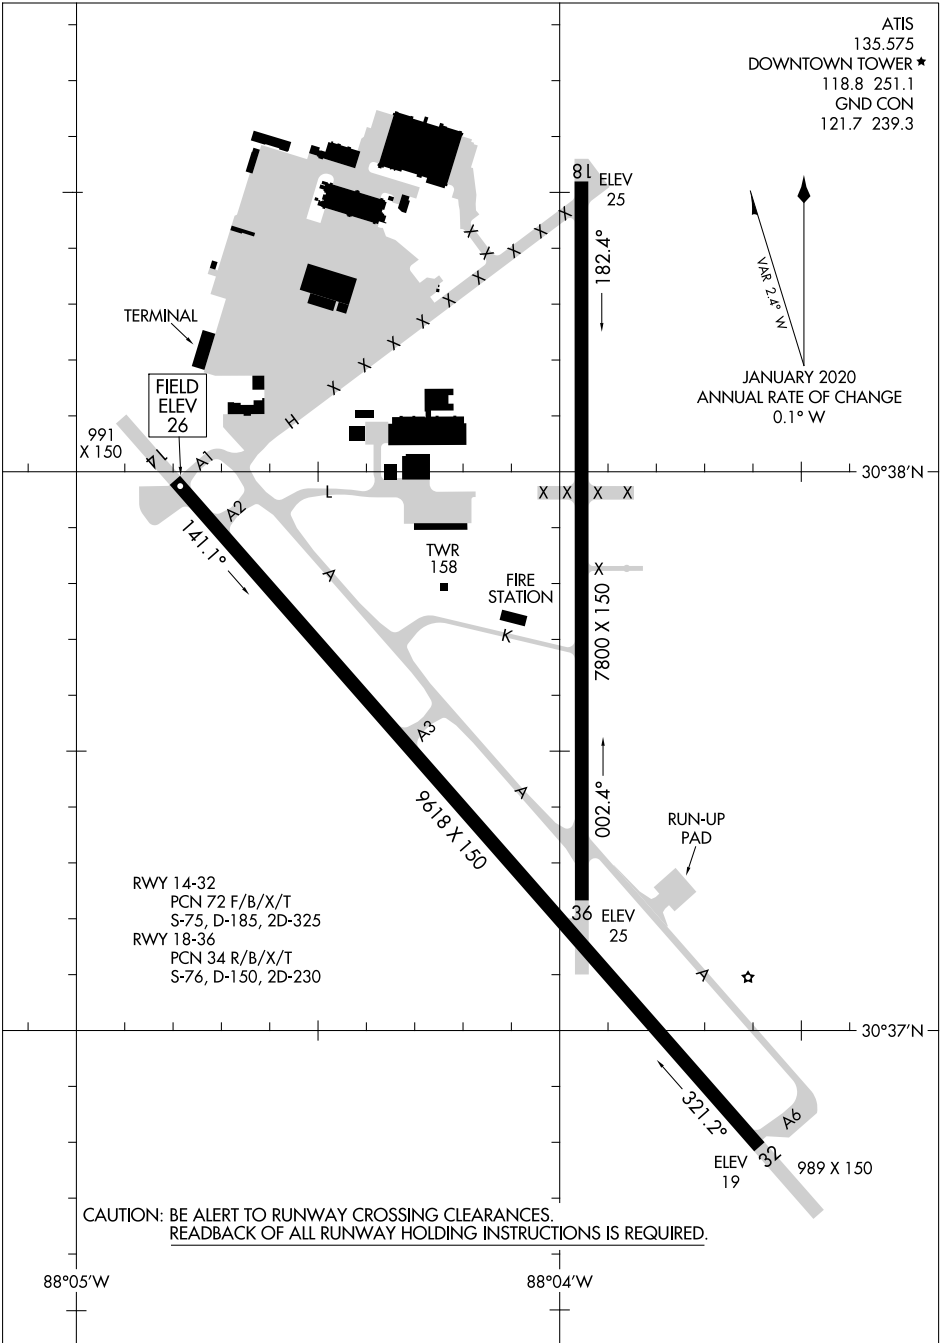 ATIS
135.575
DOWNTOWN TOWER ★
118.8 251.1
GND CON
121.7 239.3
18
ELEV
25
182.4°
VAR 2.4° W
JANUARY 2020
ANNUAL RATE OF CHANGE
0.1° W
X
X
X
X
X
X
X
X
X
X
X
X
TERMINAL
FIELD
ELEV
26
H
991
X 150
14
A1
30°38'N
L
X X X X
A2
141.1°
TWR
158
A
X
FIRE
STATION
K
7800 X 150
A3
002.4°
A
9618 X 150
RUN-UP
PAD
RWY 14-32
PCN 72 F/B/X/T
S-75, D-185, 2D-325
RWY 18-36
PCN 34 R/B/X/T
S-76, D-150, 2D-230
36
ELEV
25
A
30°37'N
321.2°
A6
32
ELEV
19
989 X 150
CAUTION: BE ALERT TO RUNWAY CROSSING CLEARANCES.
READBACK OF ALL RUNWAY HOLDING INSTRUCTIONS IS REQUIRED.
88°05'W
88°04'W